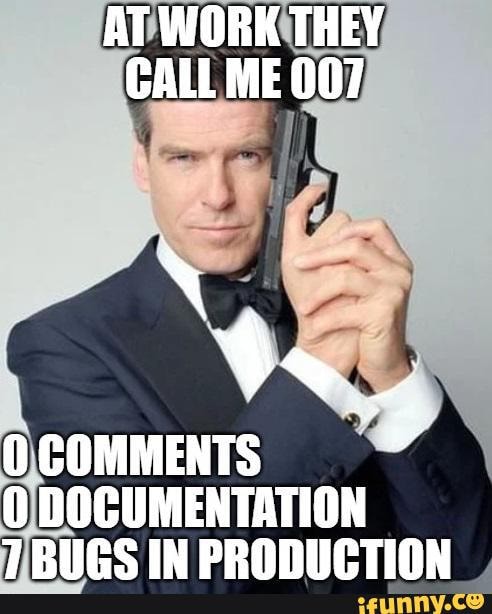 AT WORK THEY
CALL ME 007
0 COMMENTS
0 DOCUMENTATION
7 BUGS IN PRODUCTION
ifunny.co